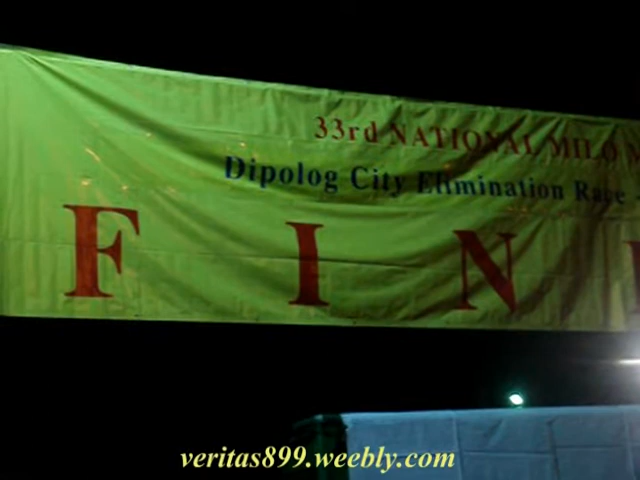 33rd NATIONAL MILO
Dipolog City Elimination Race
F I N
veritas899.weebly.com